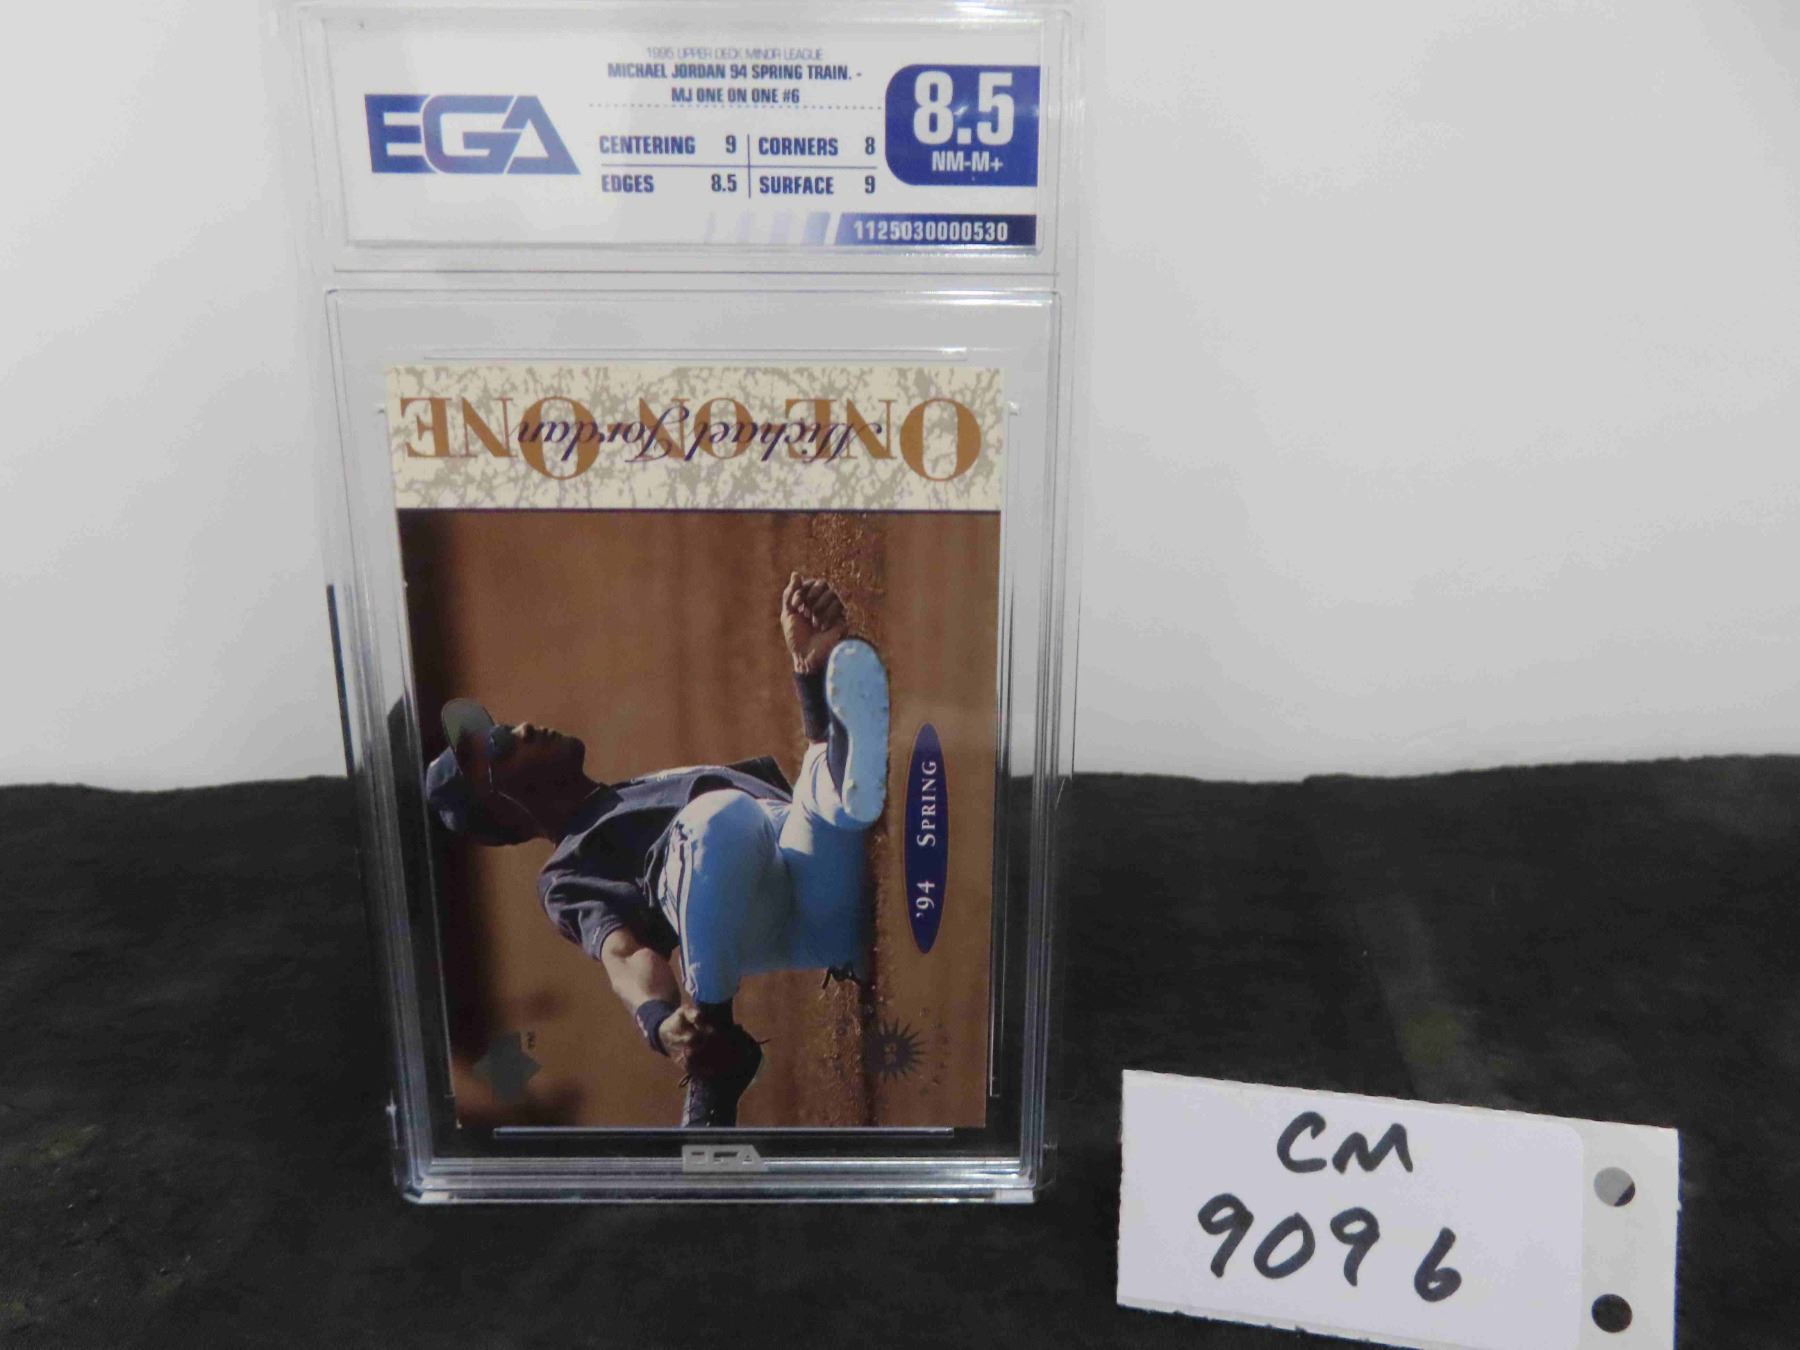 1995 UPPER DECK MINOR LEAGUE
MICHAEL JORDAN 94 SPRING TRAIN. -
MJ ONE ON ONE #6
EGA
CENTERING 9 CORNERS 8
EDGES 8.5 SURFACE 9
8.5
NM-M+
1125030000530
ONE ON ONE
Michael Jordan
'94 SPRING
EGA
CM
9096